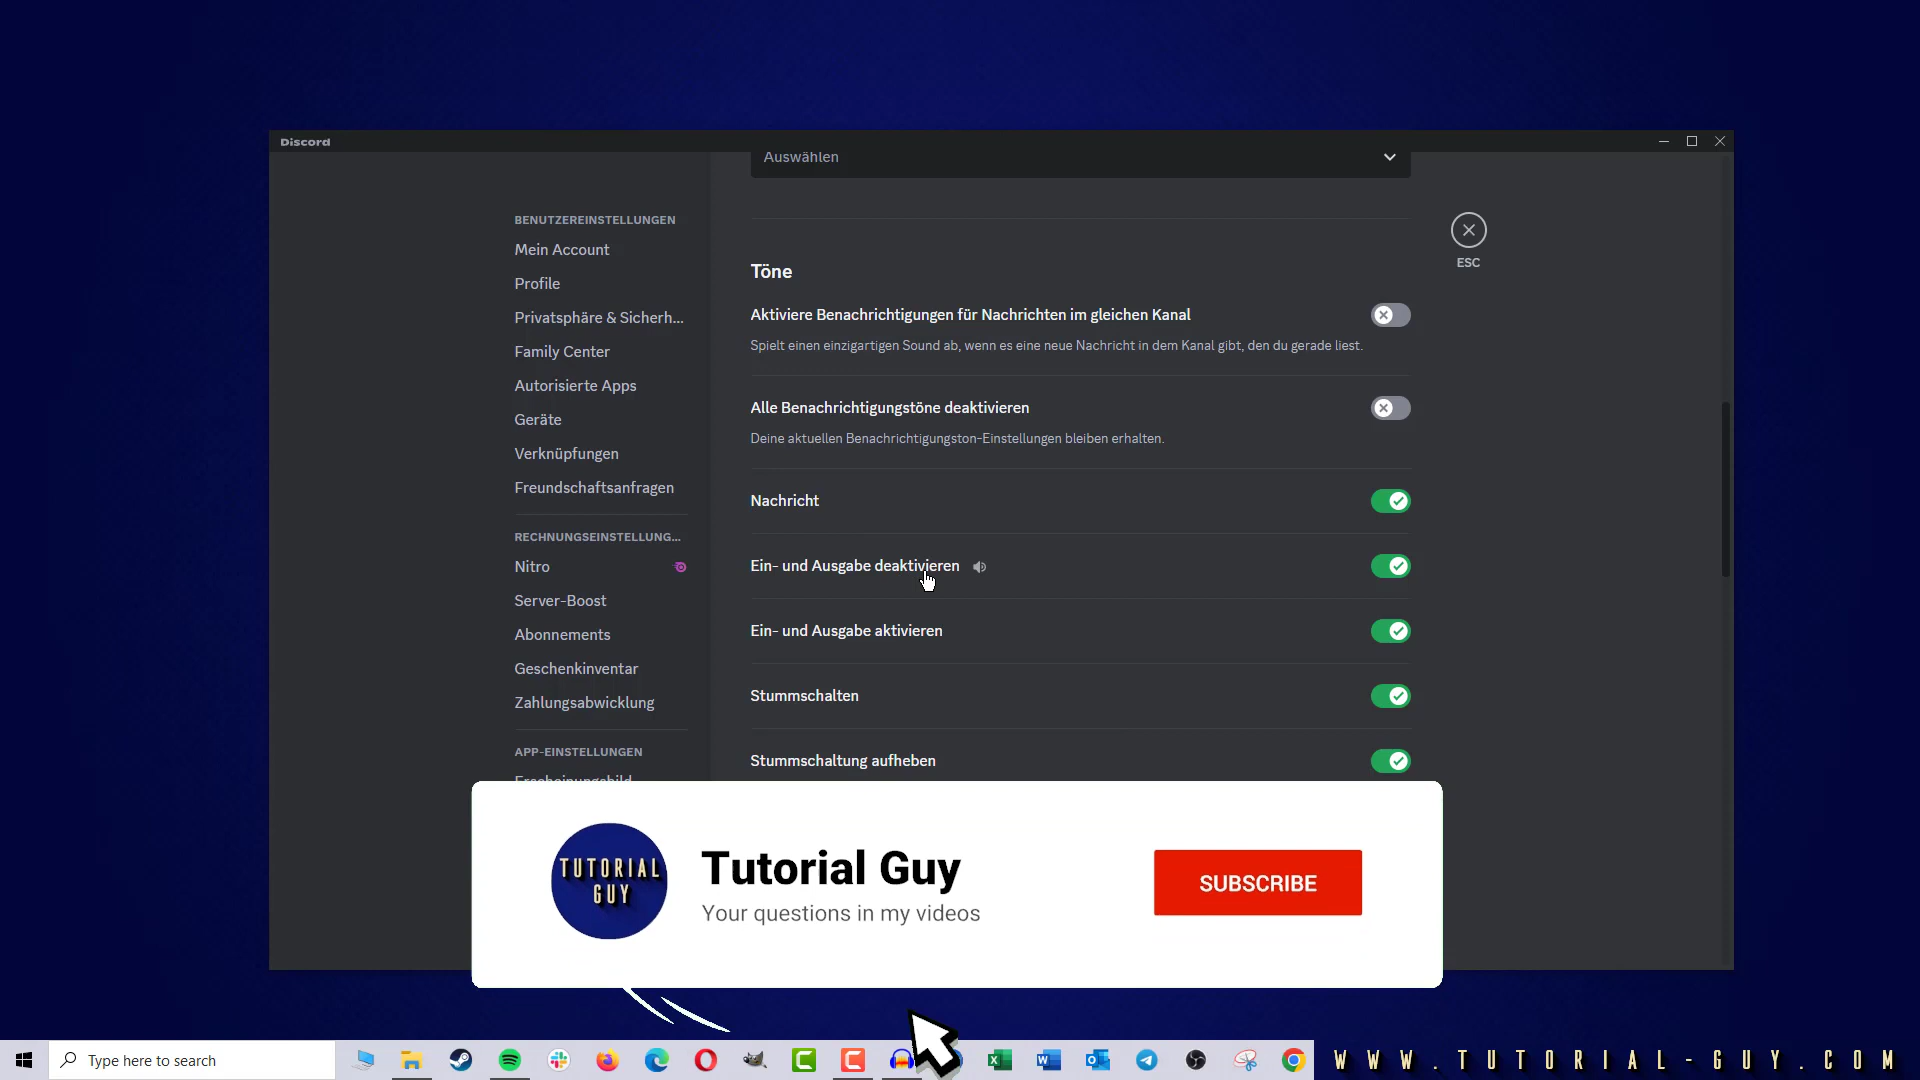 Discord
Auswählen
BENUTZEREINSTELLUNGEN
Mein Account
Profile
Privatsphäre & Sicherh...
Family Center
Autorisierte Apps
Geräte
Verknüpfungen
Freundschaftsanfragen
RECHNUNGSEINSTELLUNG...
Nitro
Server-Boost
Abonnements
Geschenkinventar
Zahlungsabwicklung
APP-EINSTELLUNGEN
Erscheinungsbild
Töne
Aktiviere Benachrichtigungen für Nachrichten im gleichen Kanal
Spielt einen einzigartigen Sound ab, wenn es eine neue Nachricht in dem Kanal gibt, den du gerade liest.
Alle Benachrichtigungstöne deaktivieren
Deine aktuellen Benachrichtigungston-Einstellungen bleiben erhalten.
Nachricht
Ein- und Ausgabe deaktivieren
Ein- und Ausgabe aktivieren
Stummschalten
Stummschaltung aufheben
ESC
TUTORIAL
GUY
Tutorial Guy
Your questions in my videos
SUBSCRIBE
Type here to search
WWW.TUTORIAL-GUY.COM